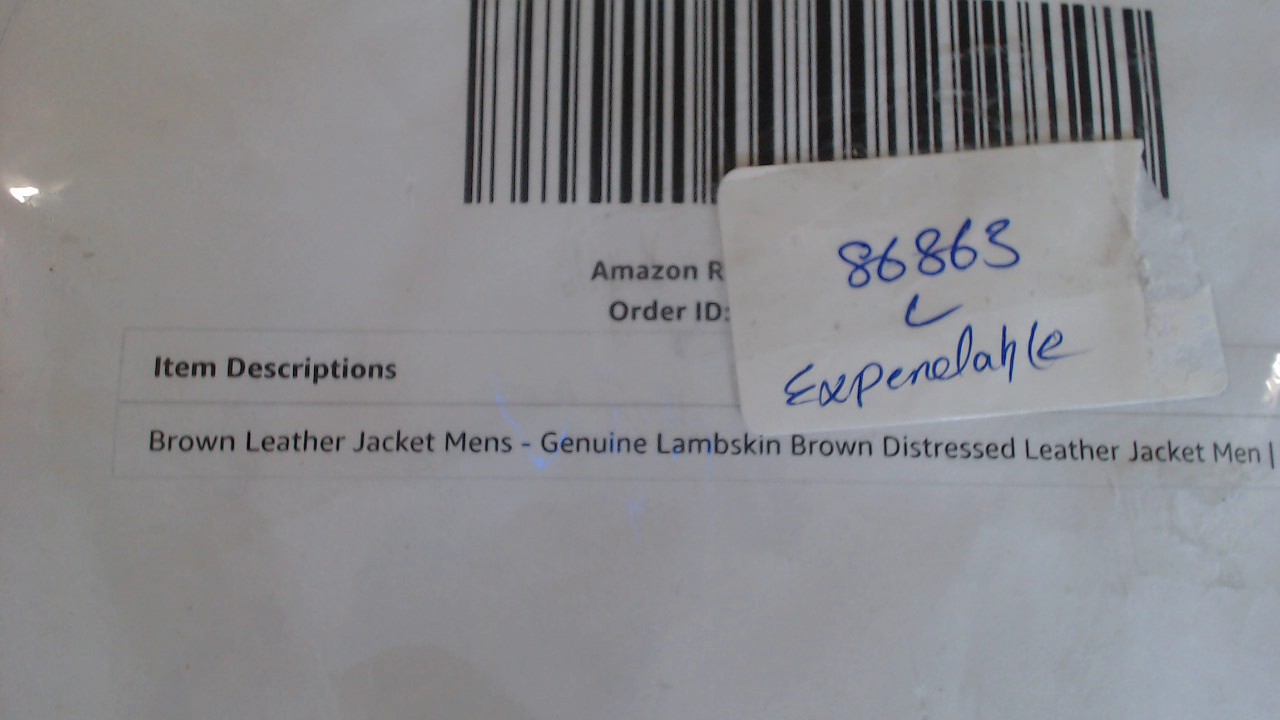 Amazon R
Order ID:
86863
Expendable
Item Descriptions
Brown Leather Jacket Mens - Genuine Lambskin Brown Distressed Leather Jacket Men |